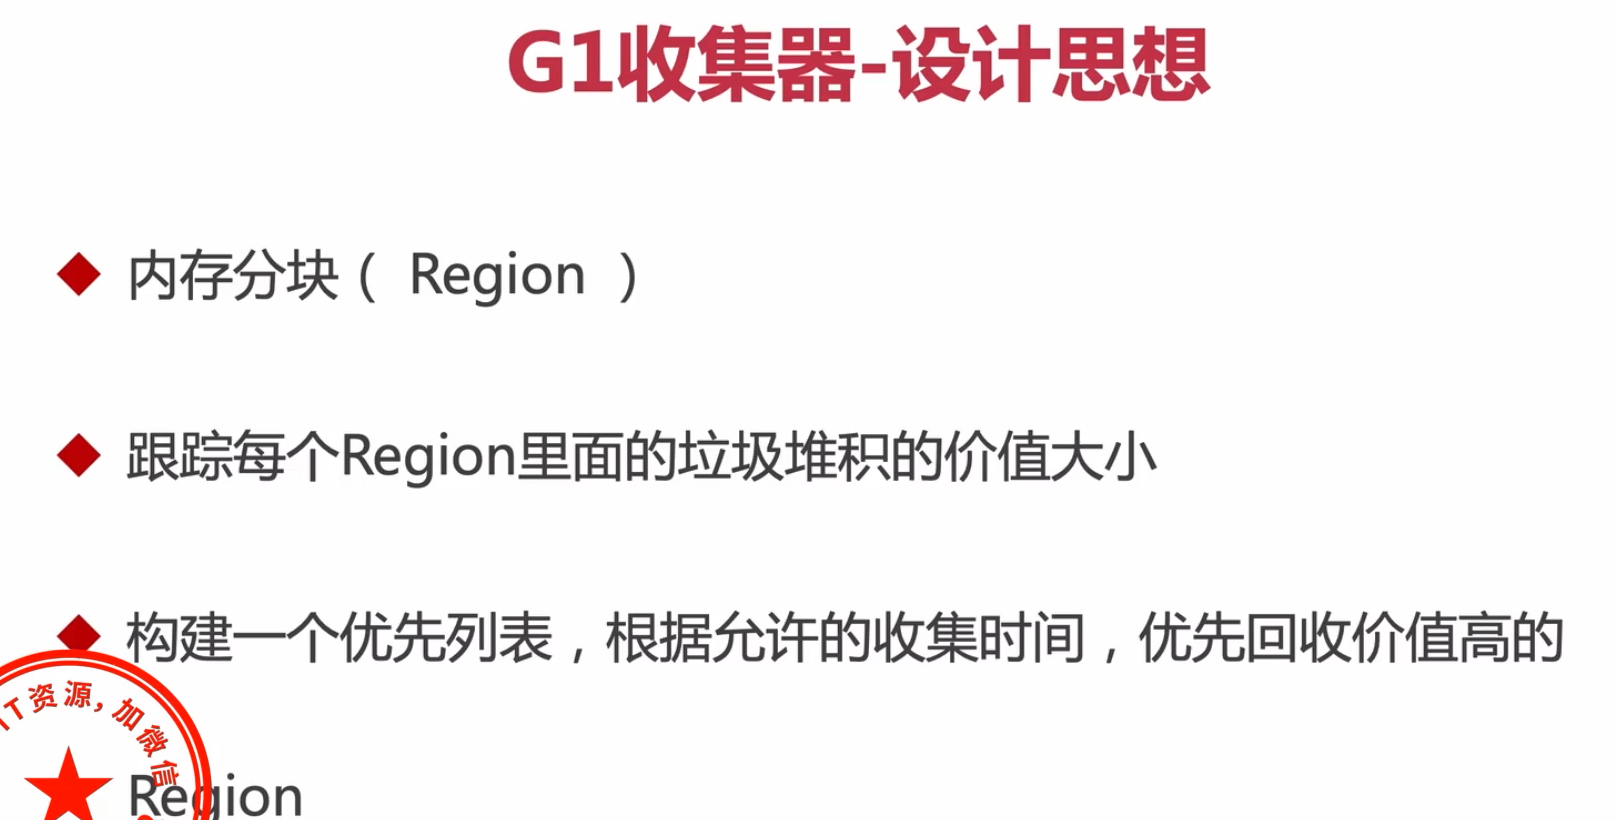 G1收集器-设计思想
内存分块（ Region ）
跟踪每个Region里面的垃圾堆积的价值大小
构建一个优先列表，根据允许的收集时间，优先回收价值高的
Region
IT资源，加微信